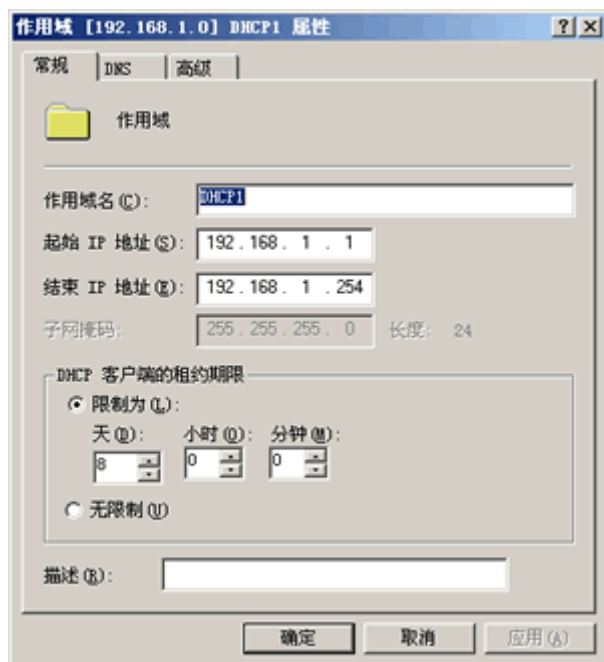 作用域 [192.168.1.0] DHCP1 属性
常规 DNS 高级
作用域
作用域名(C): DHCP1
起始 IP 地址(S): 192 . 168 . 1 . 1
结束 IP 地址(E): 192 . 168 . 1 . 254
子网掩码: 255 . 255 . 255 . 0 长度: 24
DHCP 客户端的租约期限
限制为(L):
天(D): 小时(O): 分钟(M):
8 0 0
无限制(U)
描述(R):
确定 取消 应用(A)